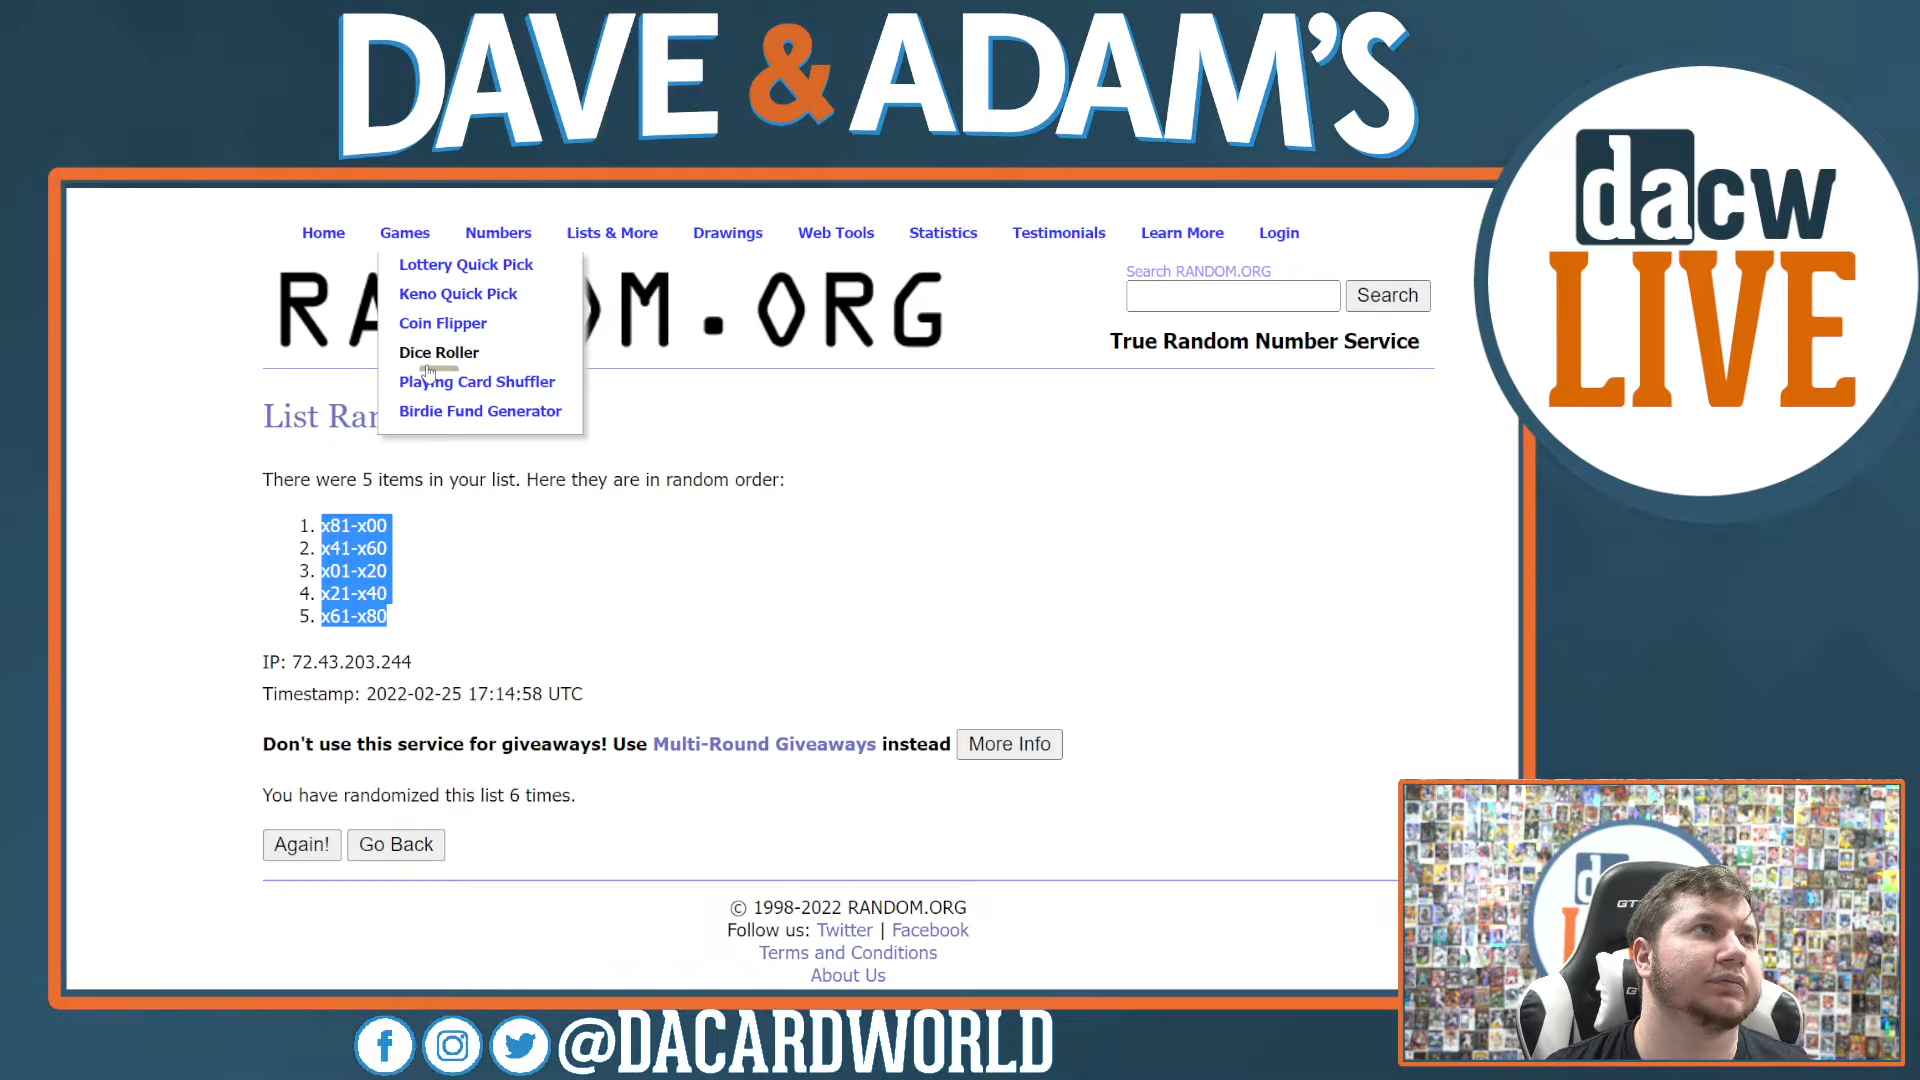 DAVE & ADAM'S
dacw
LIVE
Home Games Numbers Lists & More Drawings Web Tools Statistics Testimonials Learn More Login
Lottery Quick Pick
Keno Quick Pick
Coin Flipper
Dice Roller
Playing Card Shuffler
Birdie Fund Generator
RA M.ORG
Search RANDOM.ORG
Search
True Random Number Service
List Ra
There were 5 items in your list. Here they are in random order:
1. x81-x00
2. x41-x60
3. x01-x20
4. x21-x40
5. x61-x80
IP: 72.43.203.244
Timestamp: 2022-02-25 17:14:58 UTC
Don't use this service for giveaways! Use Multi-Round Giveaways instead More Info
You have randomized this list 6 times.
Again! Go Back
© 1998-2022 RANDOM.ORG
Follow us: Twitter | Facebook
Terms and Conditions
About Us
@DACARDWORLD